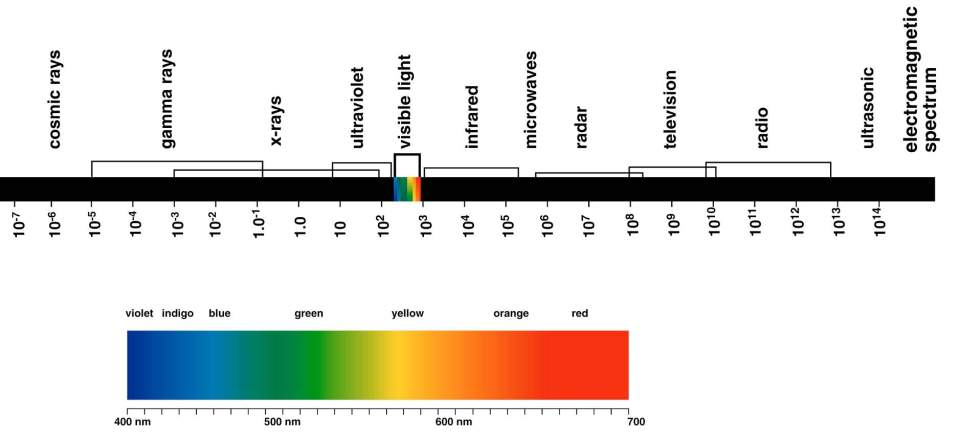 cosmic rays
gamma rays
x-rays
ultraviolet
visible light
infrared
microwaves
radar
television
radio
ultrasonic
electromagnetic
spectrum
10⁻⁷
10⁻⁶
10⁻⁵
10⁻⁴
10⁻³
10⁻²
1.0⁻¹
1.0
10
10²
10³
10⁴
10⁵
10⁶
10⁷
10⁸
10⁹
10¹⁰
10¹¹
10¹²
10¹³
10¹⁴
violet indigo blue green yellow orange red
400 nm 500 nm 600 nm 700